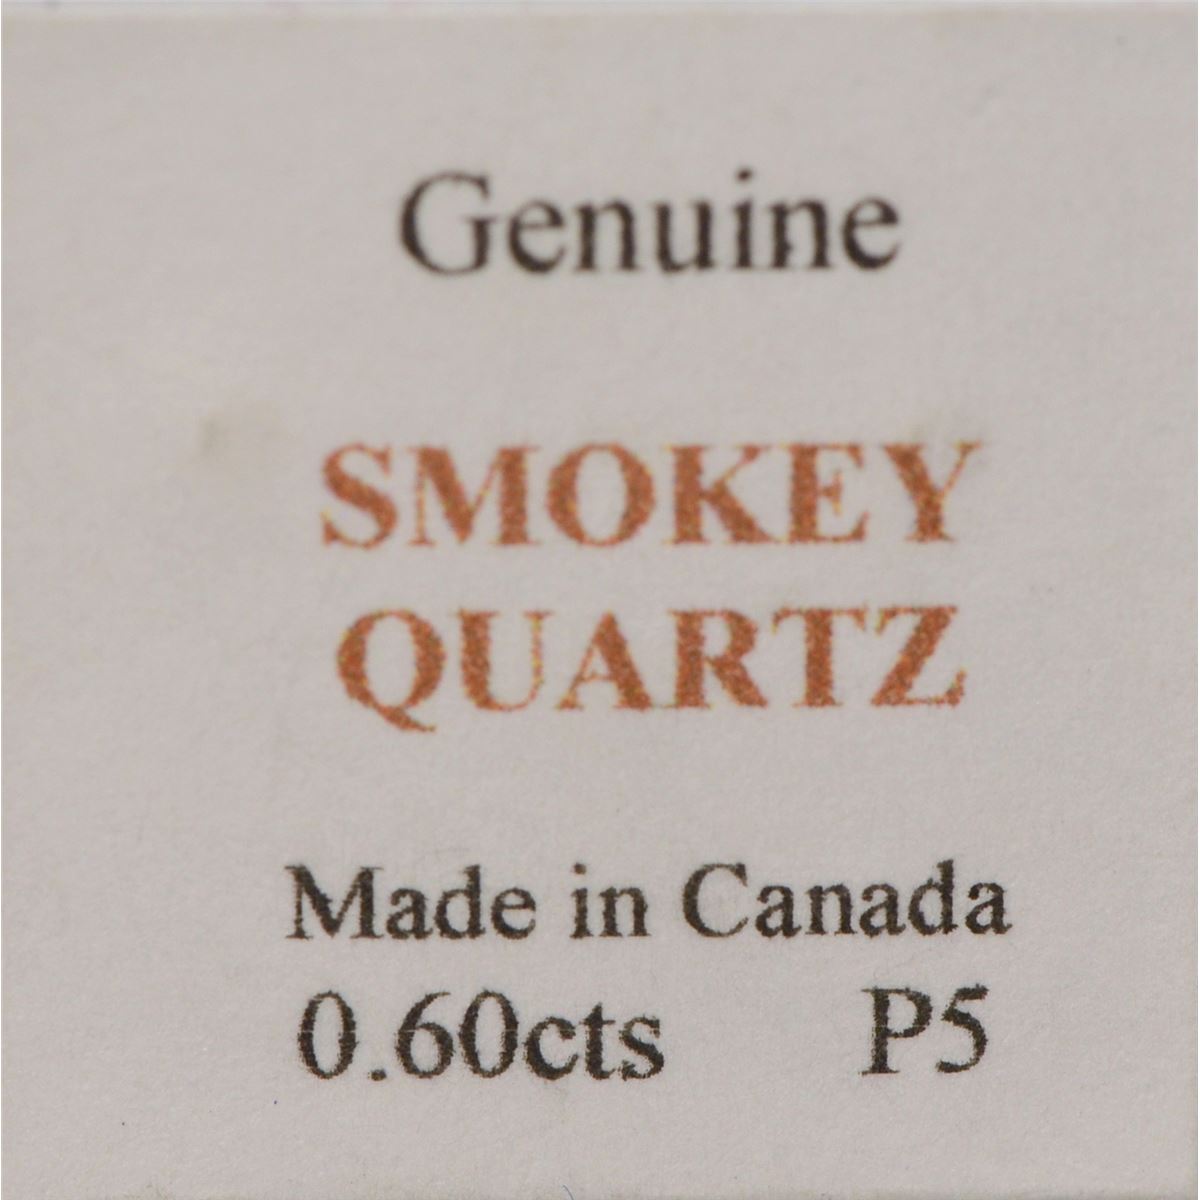 Genuine
SMOKEY
QUARTZ
Made in Canada
0.60cts P5